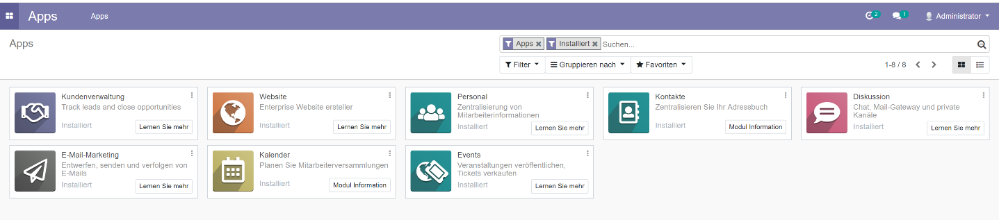 Apps
Apps
2
1
Administrator
Apps
Apps
Installiert
Suchen...
Filter
Gruppieren nach
Favoriten
1-8 / 8
Kundenverwaltung
Track leads and close opportunities
Installiert
Lernen Sie mehr
Website
Enterprise Website ersteller
Installiert
Lernen Sie mehr
Personal
Zentralisierung von
Mitarbeiterinformationen
Installiert
Lernen Sie mehr
Kontakte
Zentralisieren Sie Ihr Adressbuch
Installiert
Modul Information
Diskussion
Chat, Mail-Gateway und private
Kanäle
Installiert
Lernen Sie mehr
E-Mail-Marketing
Entwerfen, senden und verfolgen von
E-Mails
Installiert
Lernen Sie mehr
Kalender
Planen Sie Mitarbeiterversammlungen
Installiert
Modul Information
Events
Veranstaltungen veröffentlichen,
Tickets verkaufen
Installiert
Lernen Sie mehr